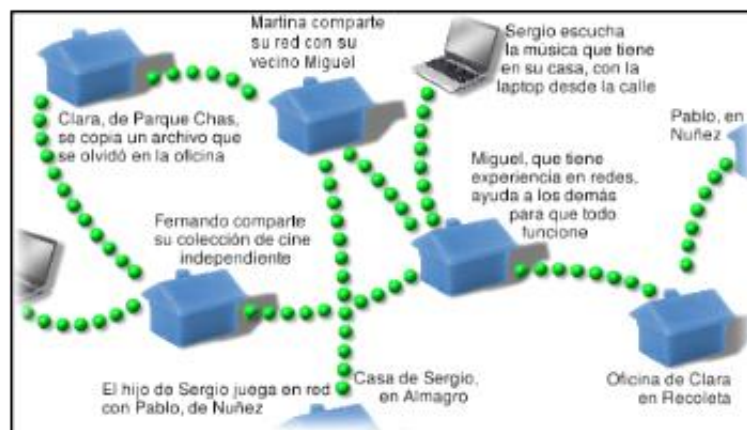 Martina comparte
su red con su
vecino Miguel
Sergio escucha
la música que tiene
en su casa, con la
laptop desde la calle
Clara, de Parque Chas,
se copia un archivo que
se olvidó en la oficina
Pablo, en
Nuñez
Miguel, que tiene
experiencia en redes,
ayuda a los demás
para que todo
funcione
Fernando comparte
su colección de cine
independiente
El hijo de Sergio juega en red
con Pablo, de Nuñez
Casa de Sergio,
en Almagro
Oficina de Clara
en Recoleta